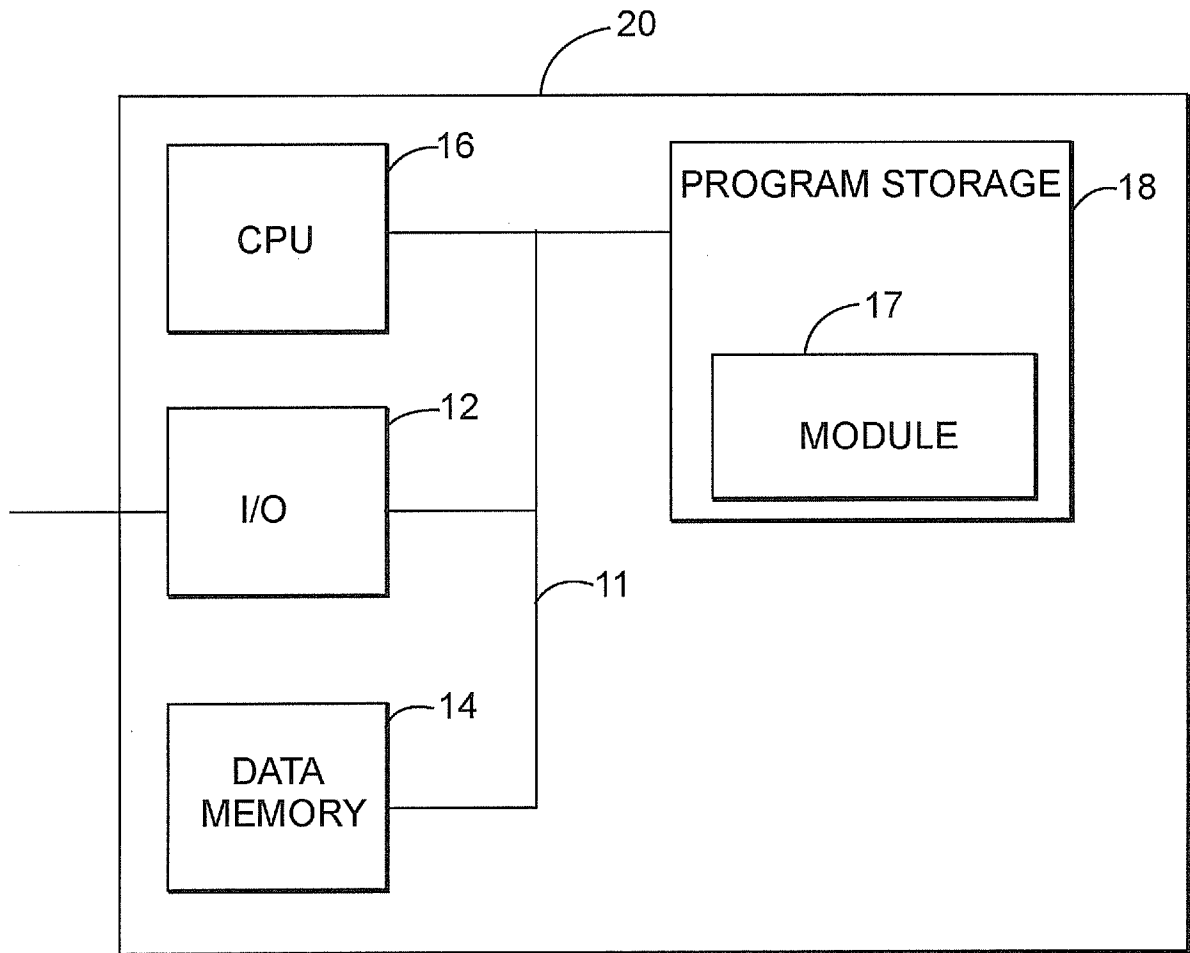 20
16
CPU
PROGRAM STORAGE
18
17
MODULE
12
I/O
11
14
DATA
MEMORY